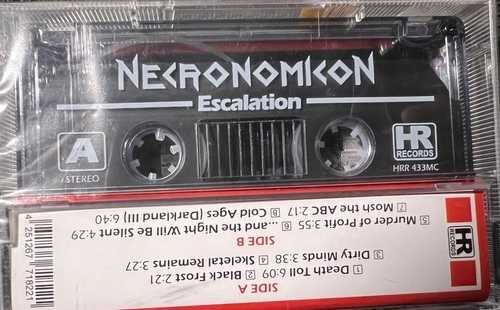 NECRONOMICON
Escalation
A
STEREO
HR
RECORDS
HRR 433MC
SIDE A
1 Death Toll 6:09 2 Black Frost 2:21
3 Dirty Minds 3:38 4 Skeletal Remains 3:27
SIDE B
5 Murder of Profit 3:55 6 ...and the Night Will Be Silent 4:29
7 Mosh the ABC 2:17 8 Cold Ages (Darkland III) 6:40
HR
RECORDS
4 251267 718221